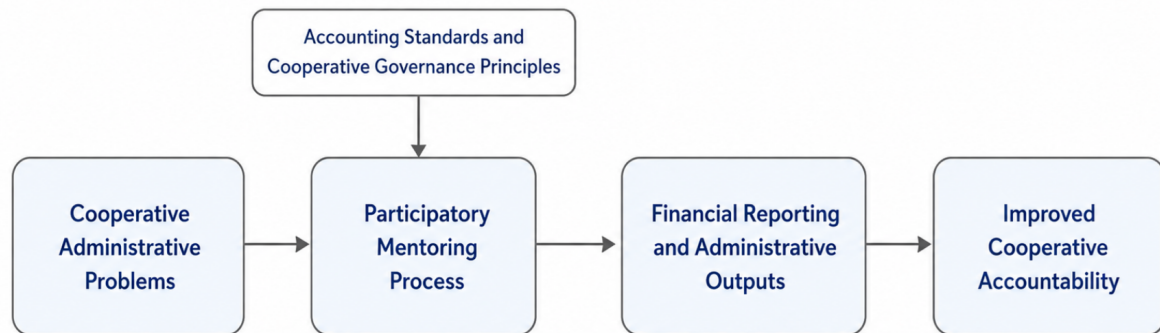 Accounting Standards and
Cooperative Governance Principles
Cooperative
Administrative
Problems
Participatory
Mentoring
Process
Financial Reporting
and Administrative
Outputs
Improved
Cooperative
Accountability